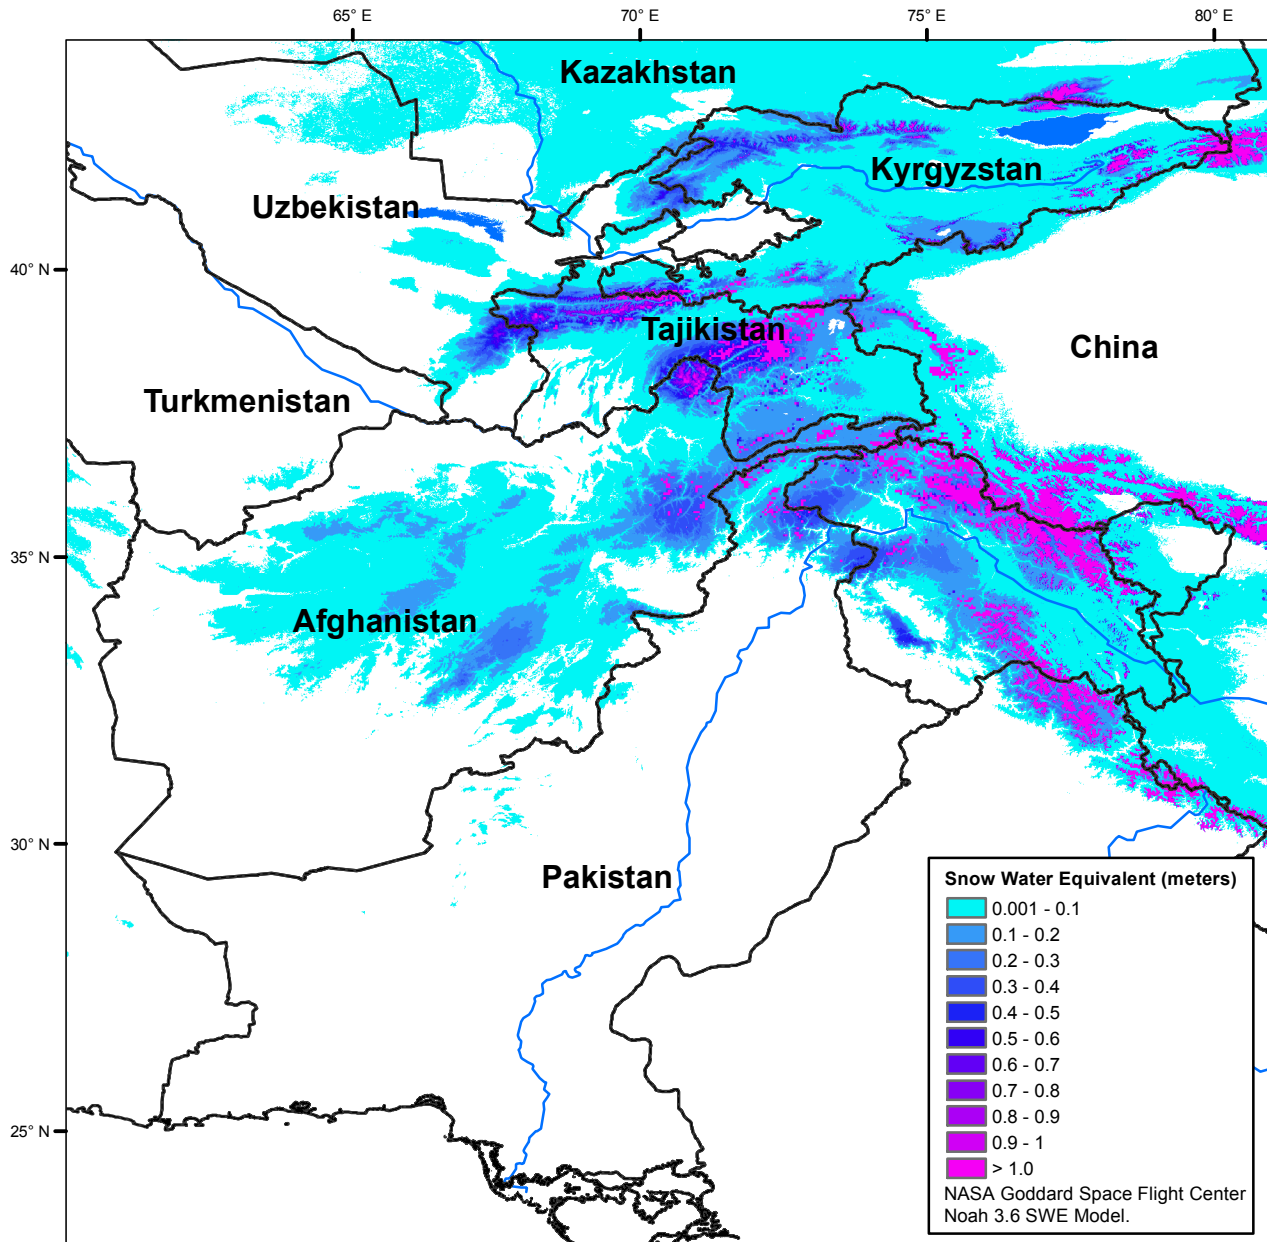 65° E
70° E
75° E
80° E
Kazakhstan
Kyrgyzstan
Uzbekistan
40° N
Tajikistan
China
Turkmenistan
35° N
Afghanistan
30° N
Pakistan
25° N
Snow Water Equivalent (meters)
0.001 - 0.1
0.1 - 0.2
0.2 - 0.3
0.3 - 0.4
0.4 - 0.5
0.5 - 0.6
0.6 - 0.7
0.7 - 0.8
0.8 - 0.9
0.9 - 1
> 1.0
NASA Goddard Space Flight Center
Noah 3.6 SWE Model.